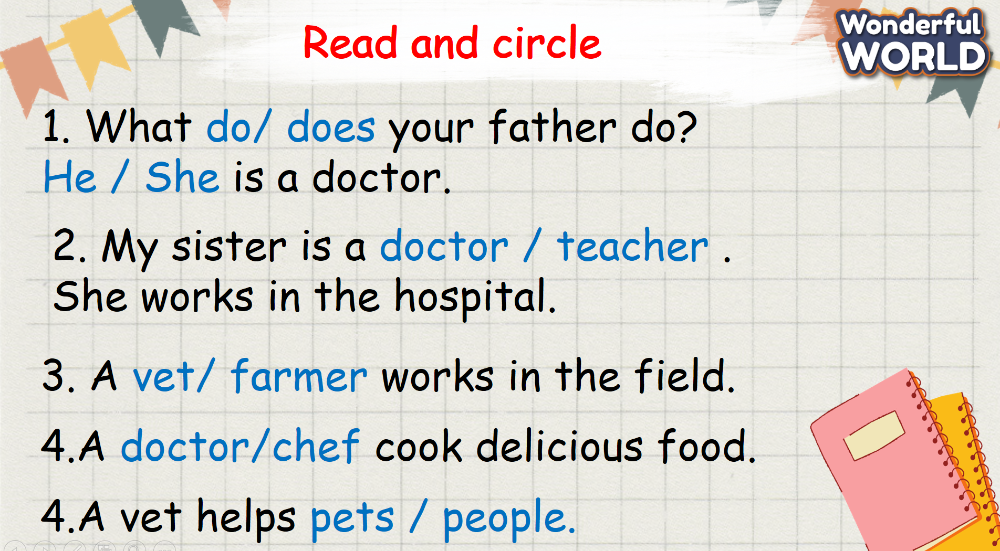 Read and circle
Wonderful
WORLD
1. What do/ does your father do?
He / She is a doctor.
2. My sister is a doctor / teacher .
She works in the hospital.
3. A vet/ farmer works in the field.
4.A doctor/chef cook delicious food.
4.A vet helps pets / people.